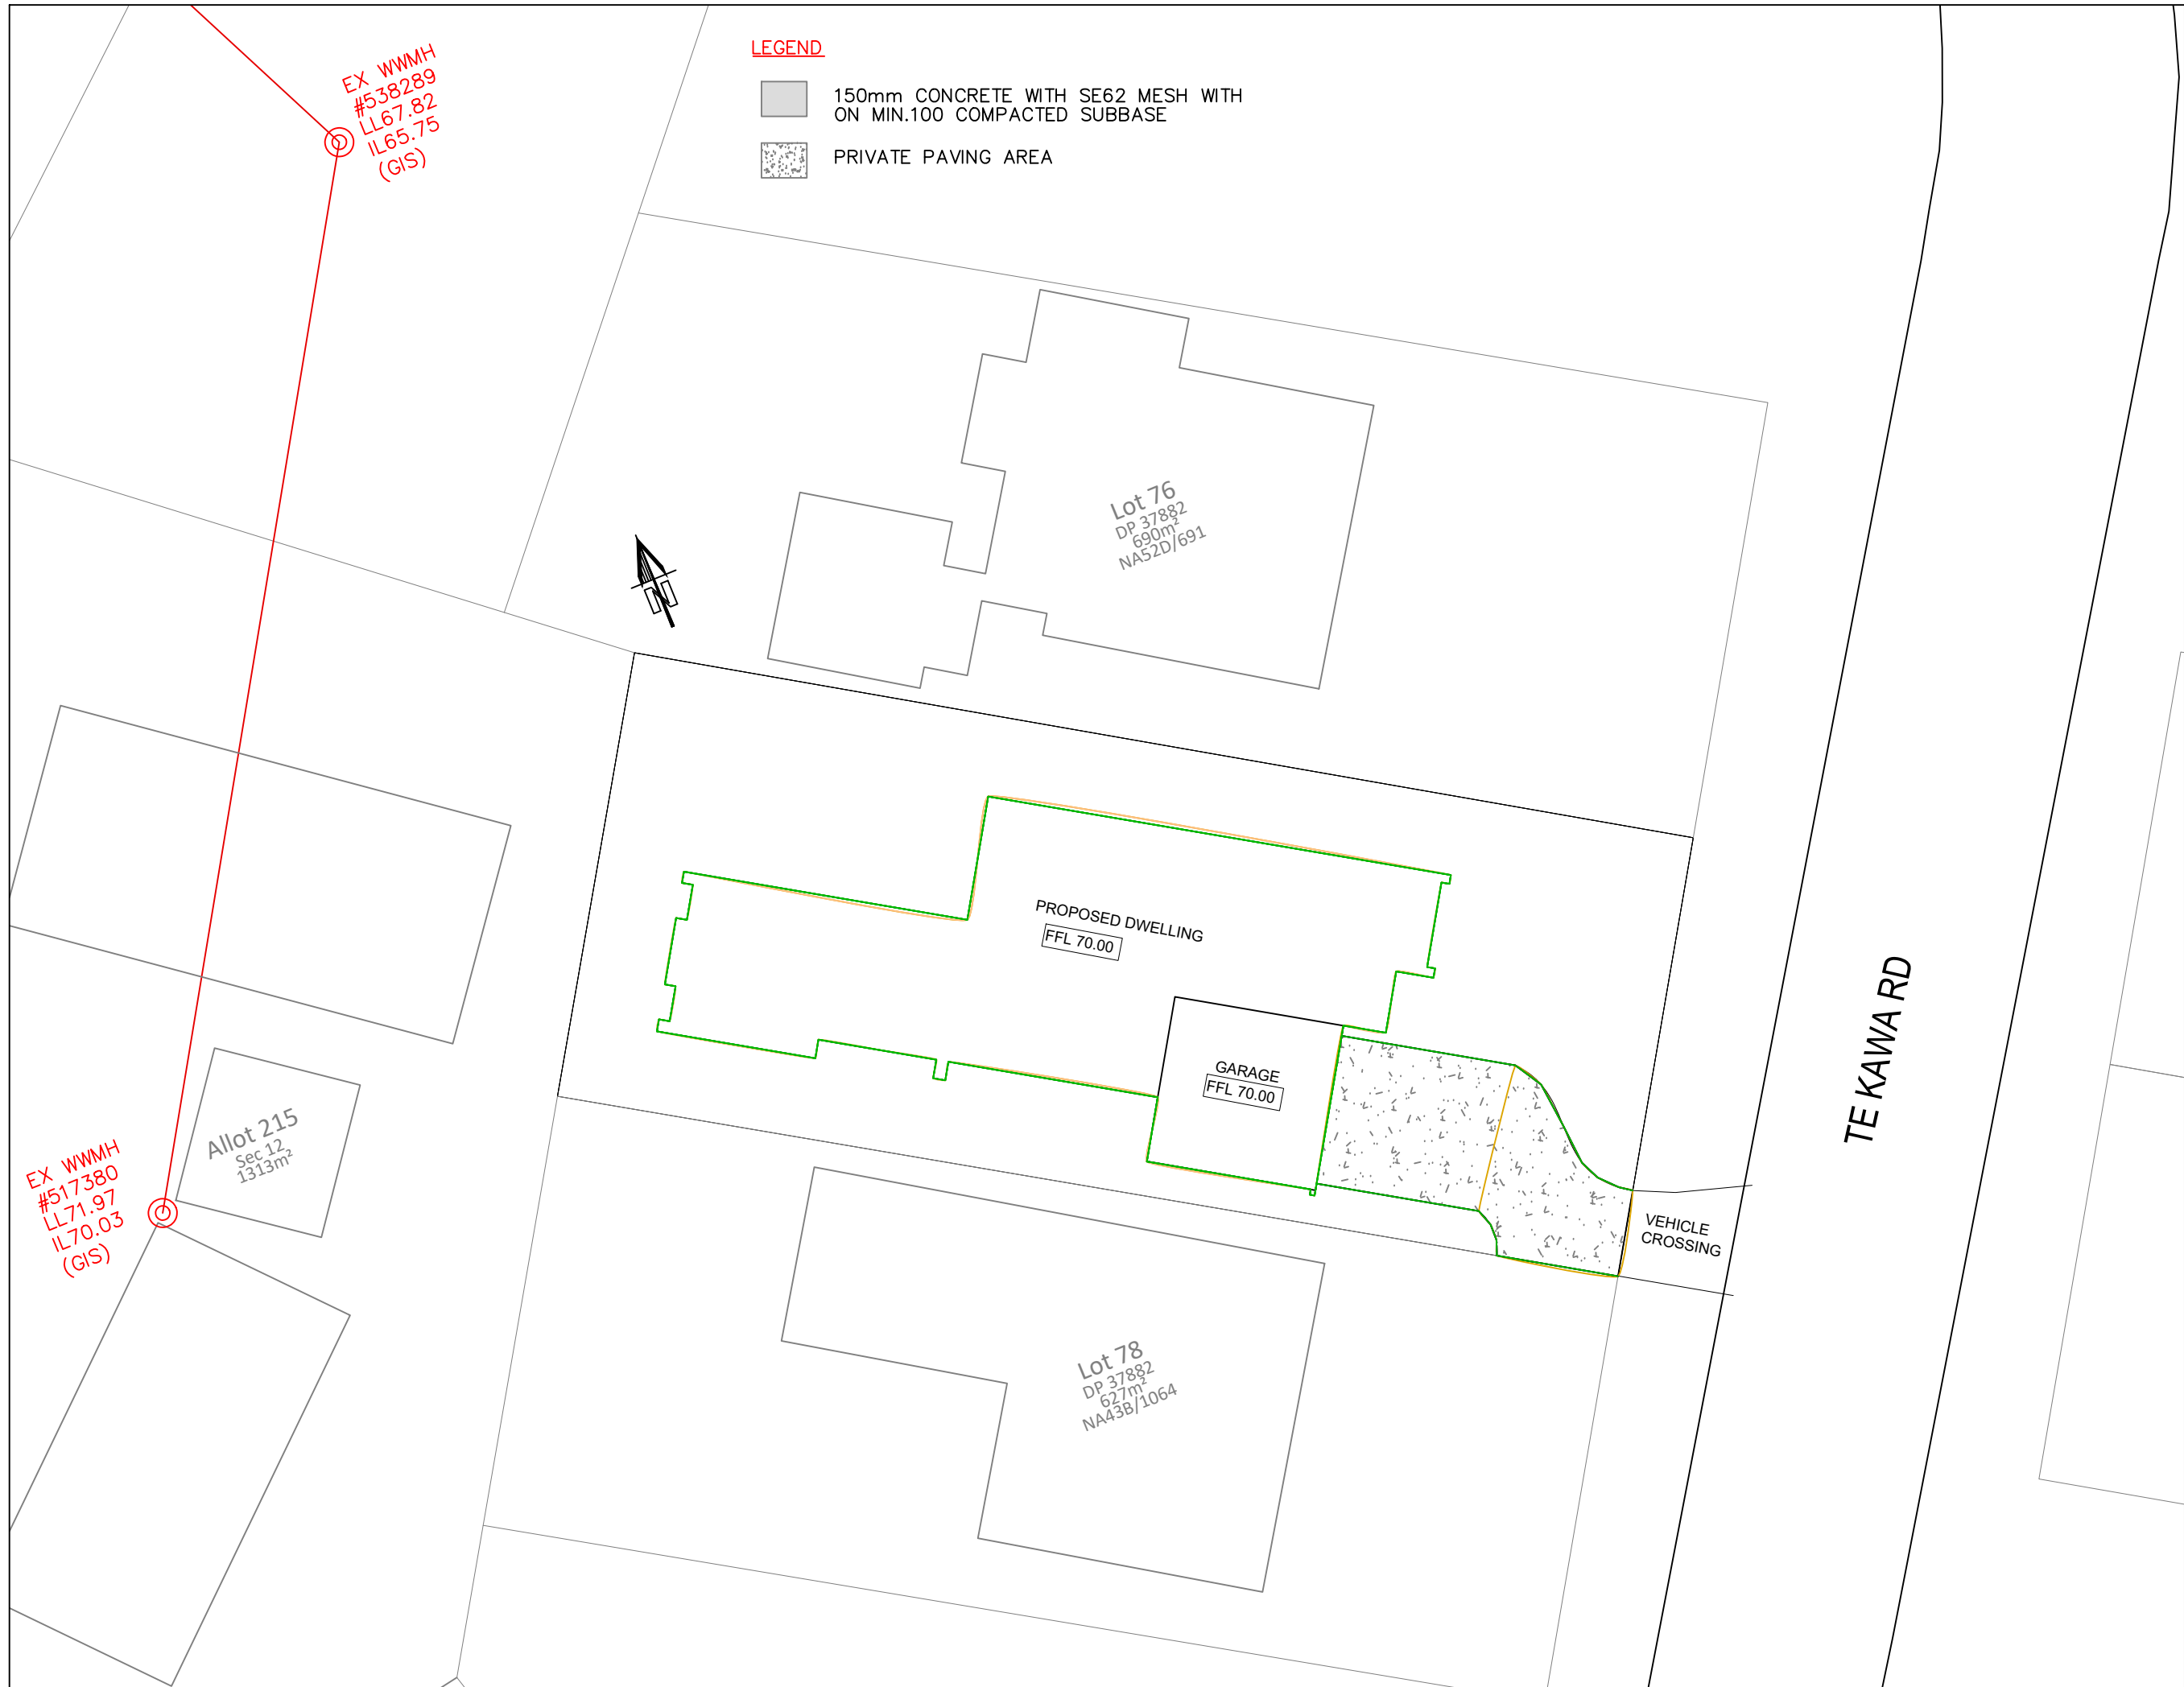 LEGEND
150mm CONCRETE WITH SE62 MESH WITH
ON MIN.100 COMPACTED SUBBASE
PRIVATE PAVING AREA
EX WWMH
#538289
LL67.82
IL65.75
(GIS)
Lot 76
DP 37882
690m²
NA52D/691
N
PROPOSED DWELLING
FFL 70.00
GARAGE
FFL 70.00
TE KAWA RD
VEHICLE
CROSSING
Allot 215
Sec 12
1313m²
EX WWMH
#517380
LL71.97
IL70.03
(GIS)
Lot 78
DP 37882
627m²
NA43B/1064